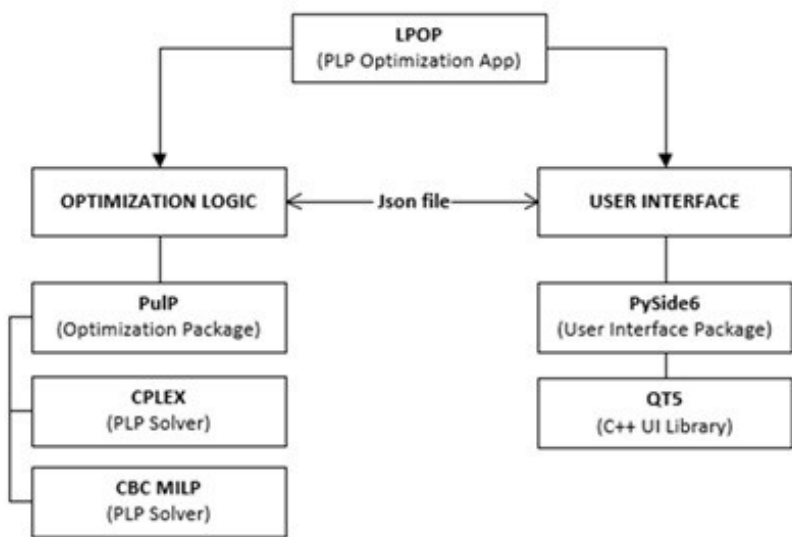 LPOP
(PLP Optimization App)
OPTIMIZATION LOGIC
Json file
USER INTERFACE
PulP
(Optimization Package)
PySide6
(User Interface Package)
CPLEX
(PLP Solver)
QT5
(C++ UI Library)
CBC MILP
(PLP Solver)